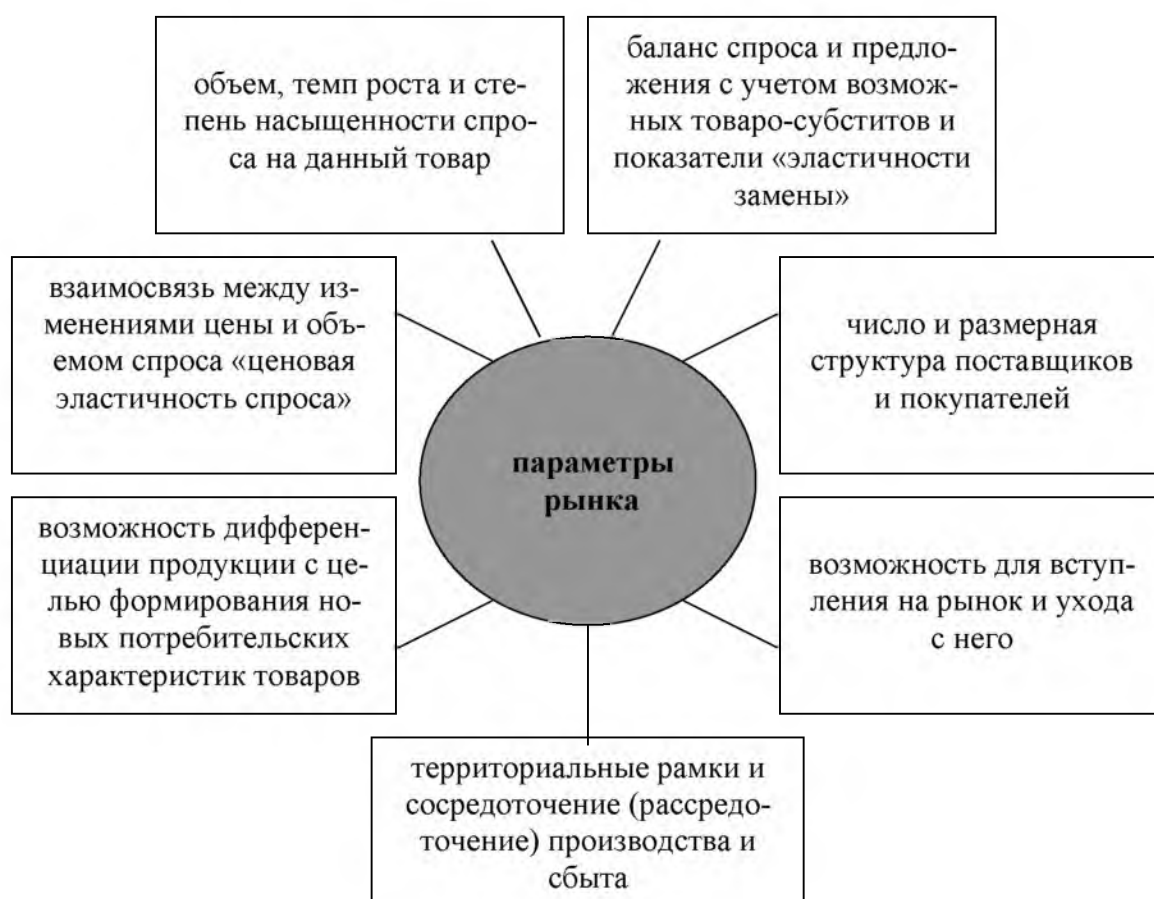 объем, темп роста и сте-
пень насыщенности спро-
са на данный товар
баланс спроса и предло-
жения с учетом возмож-
ных товаро-субститов и
показатели «эластичности
замены»
взаимосвязь между из-
менениями цены и объ-
емом спроса «ценовая
эластичность спроса»
число и размерная
структура поставщиков
и покупателей
параметры
рынка
возможность дифферен-
циации продукции с це-
лью формирования но-
вых потребительских
характеристик товаров
возможность для вступ-
ления на рынок и ухода
с него
территориальные рамки и
сосредоточение (рассредо-
точение) производства и
сбыта